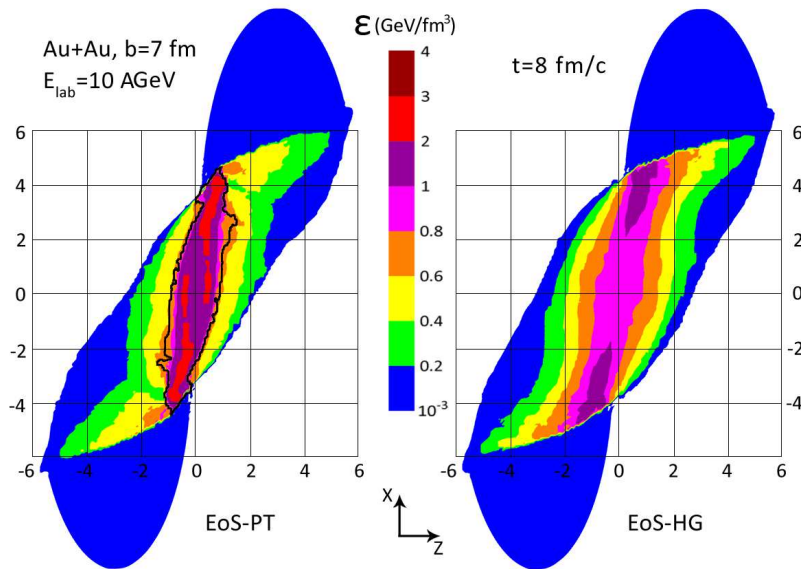 ε (GeV/fm³)
Au+Au, b=7 fm
E_lab=10 AGeV
t=8 fm/c
4
3
2
1
0.8
0.6
0.4
0.2
10⁻³
6
4
2
0
-2
-4
-6 -4 -2 0 2 4 6
EoS-PT
6
4
2
0
-2
-4
-6 -4 -2 0 2 4 6
EoS-HG
X
Z